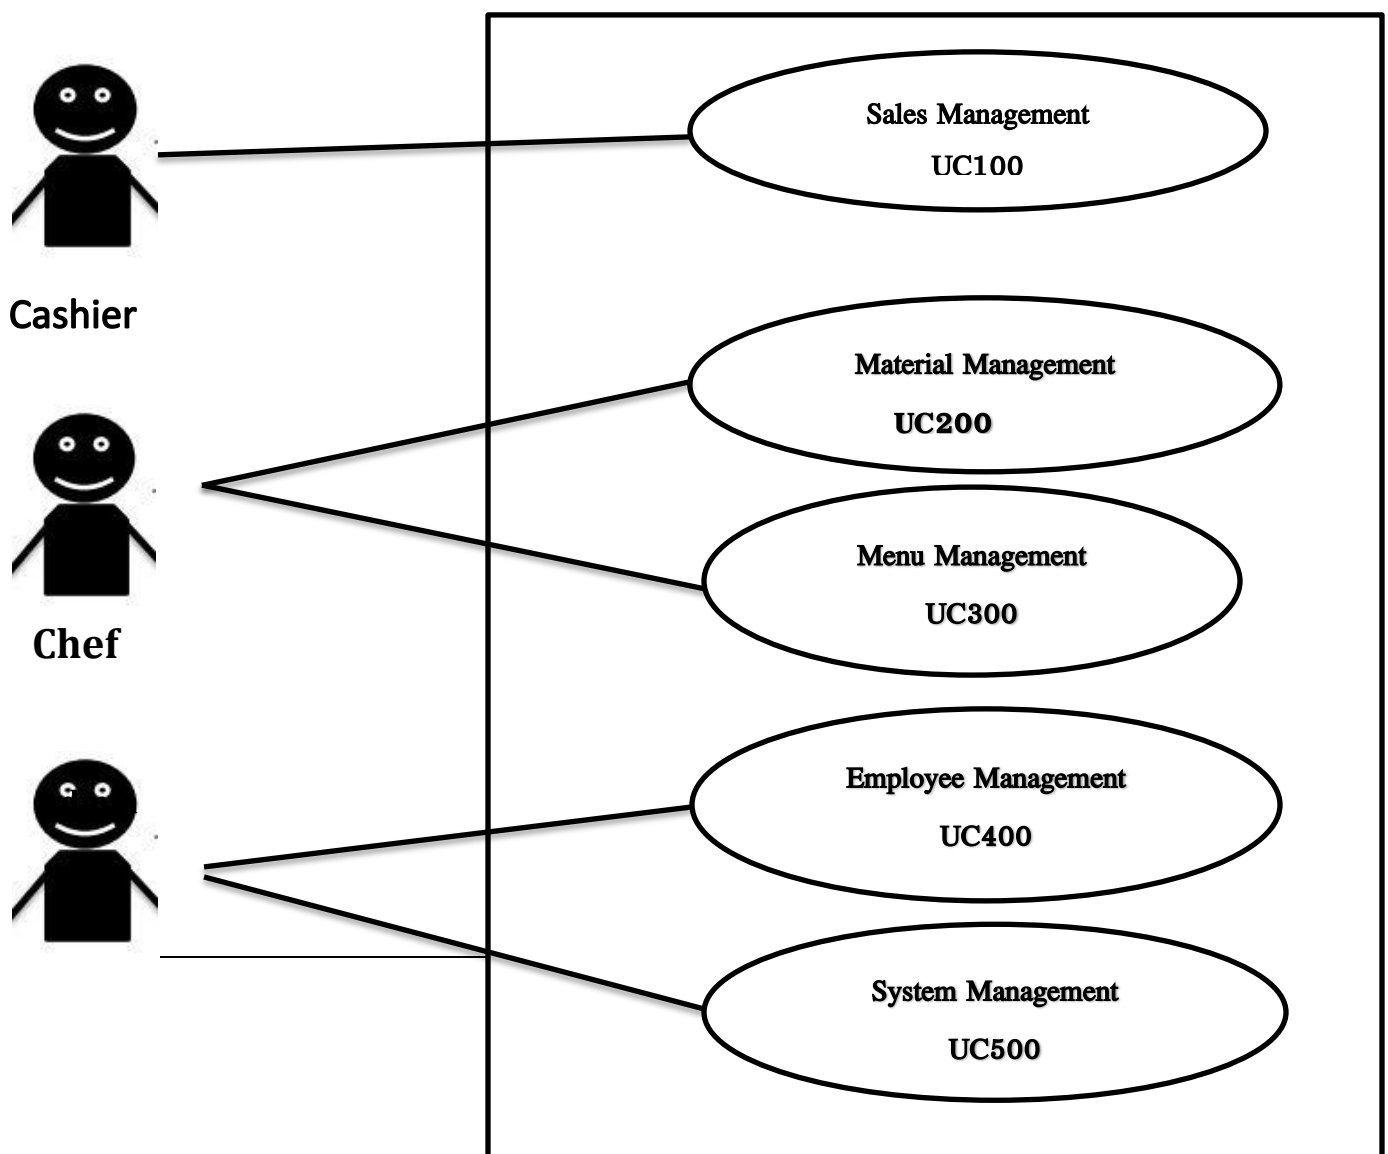 Sales Management
UC100
Cashier
Material Management
UC200
Menu Management
UC300
Chef
Employee Management
UC400
System Management
UC500